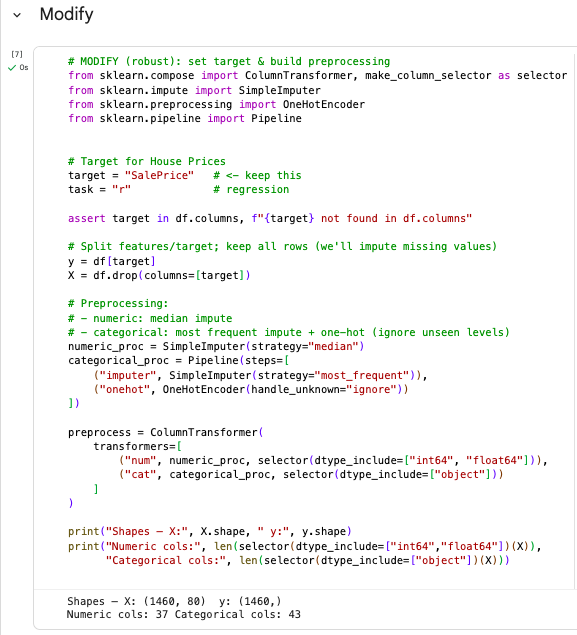 Modify
[7]
0s
# MODIFY (robust): set target & build preprocessing
from sklearn.compose import ColumnTransformer, make_column_selector as selector
from sklearn.impute import SimpleImputer
from sklearn.preprocessing import OneHotEncoder
from sklearn.pipeline import Pipeline
# Target for House Prices
target = "SalePrice"   # <- keep this
task = "r"             # regression
assert target in df.columns, f"{target} not found in df.columns"
# Split features/target; keep all rows (we'll impute missing values)
y = df[target]
X = df.drop(columns=[target])
# Preprocessing:
# - numeric: median impute
# - categorical: most frequent impute + one-hot (ignore unseen levels)
numeric_proc = SimpleImputer(strategy="median")
categorical_proc = Pipeline(steps=[
    ("imputer", SimpleImputer(strategy="most_frequent")),
    ("onehot", OneHotEncoder(handle_unknown="ignore"))
])
preprocess = ColumnTransformer(
    transformers=[
        ("num", numeric_proc, selector(dtype_include=["int64", "float64"])),
        ("cat", categorical_proc, selector(dtype_include=["object"]))
    ]
)
print("Shapes — X:", X.shape, " y:", y.shape)
print("Numeric cols:", len(selector(dtype_include=["int64","float64"])(X)),
      "Categorical cols:", len(selector(dtype_include=["object"])(X)))
Shapes — X: (1460, 80)  y: (1460,)
Numeric cols: 37 Categorical cols: 43